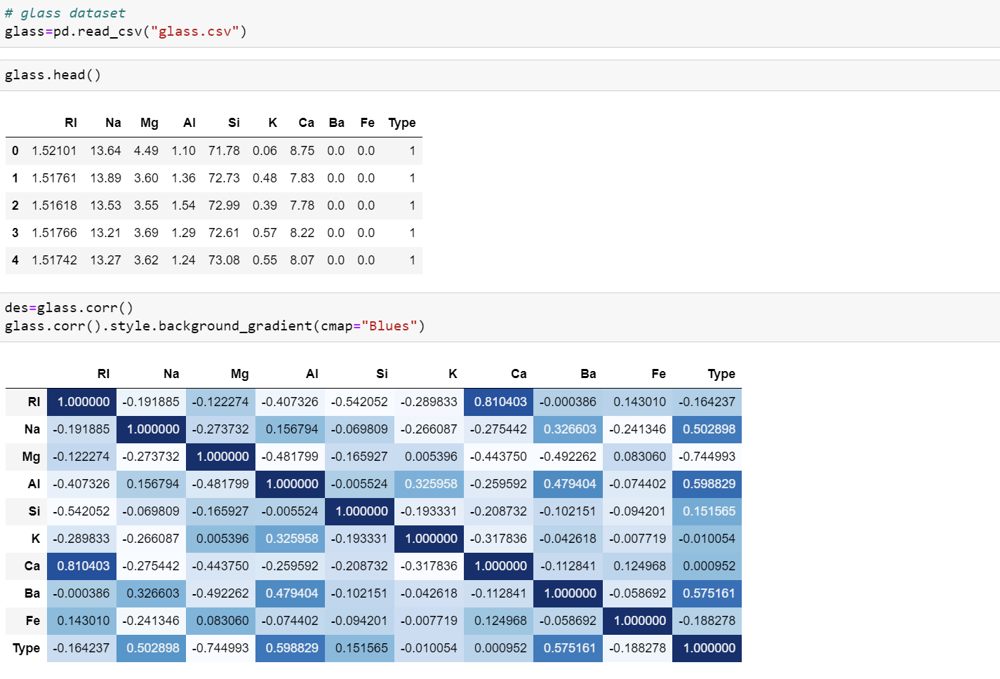 # glass dataset
glass=pd.read_csv("glass.csv")
glass.head()
RI Na Mg Al Si K Ca Ba Fe Type
0 1.52101 13.64 4.49 1.10 71.78 0.06 8.75 0.0 0.0 1
1 1.51761 13.89 3.60 1.36 72.73 0.48 7.83 0.0 0.0 1
2 1.51618 13.53 3.55 1.54 72.99 0.39 7.78 0.0 0.0 1
3 1.51766 13.21 3.69 1.29 72.61 0.57 8.22 0.0 0.0 1
4 1.51742 13.27 3.62 1.24 73.08 0.55 8.07 0.0 0.0 1
des=glass.corr()
glass.corr().style.background_gradient(cmap="Blues")
RI Na Mg Al Si K Ca Ba Fe Type
RI 1.000000 -0.191885 -0.122274 -0.407326 -0.542052 -0.289833 0.810403 -0.000386 0.143010 -0.164237
Na -0.191885 1.000000 -0.273732 0.156794 -0.069809 -0.266087 -0.275442 0.326603 -0.241346 0.502898
Mg -0.122274 -0.273732 1.000000 -0.481799 -0.165927 0.005396 -0.443750 -0.492262 0.083060 -0.744993
Al -0.407326 0.156794 -0.481799 1.000000 -0.005524 0.325958 -0.259592 0.479404 -0.074402 0.598829
Si -0.542052 -0.069809 -0.165927 -0.005524 1.000000 -0.193331 -0.208732 -0.102151 -0.094201 0.151565
K -0.289833 -0.266087 0.005396 0.325958 -0.193331 1.000000 -0.317836 -0.042618 -0.007719 -0.010054
Ca 0.810403 -0.275442 -0.443750 -0.259592 -0.208732 -0.317836 1.000000 -0.112841 0.124968 0.000952
Ba -0.000386 0.326603 -0.492262 0.479404 -0.102151 -0.042618 -0.112841 1.000000 -0.058692 0.575161
Fe 0.143010 -0.241346 0.083060 -0.074402 -0.094201 -0.007719 0.124968 -0.058692 1.000000 -0.188278
Type -0.164237 0.502898 -0.744993 0.598829 0.151565 -0.010054 0.000952 0.575161 -0.188278 1.000000